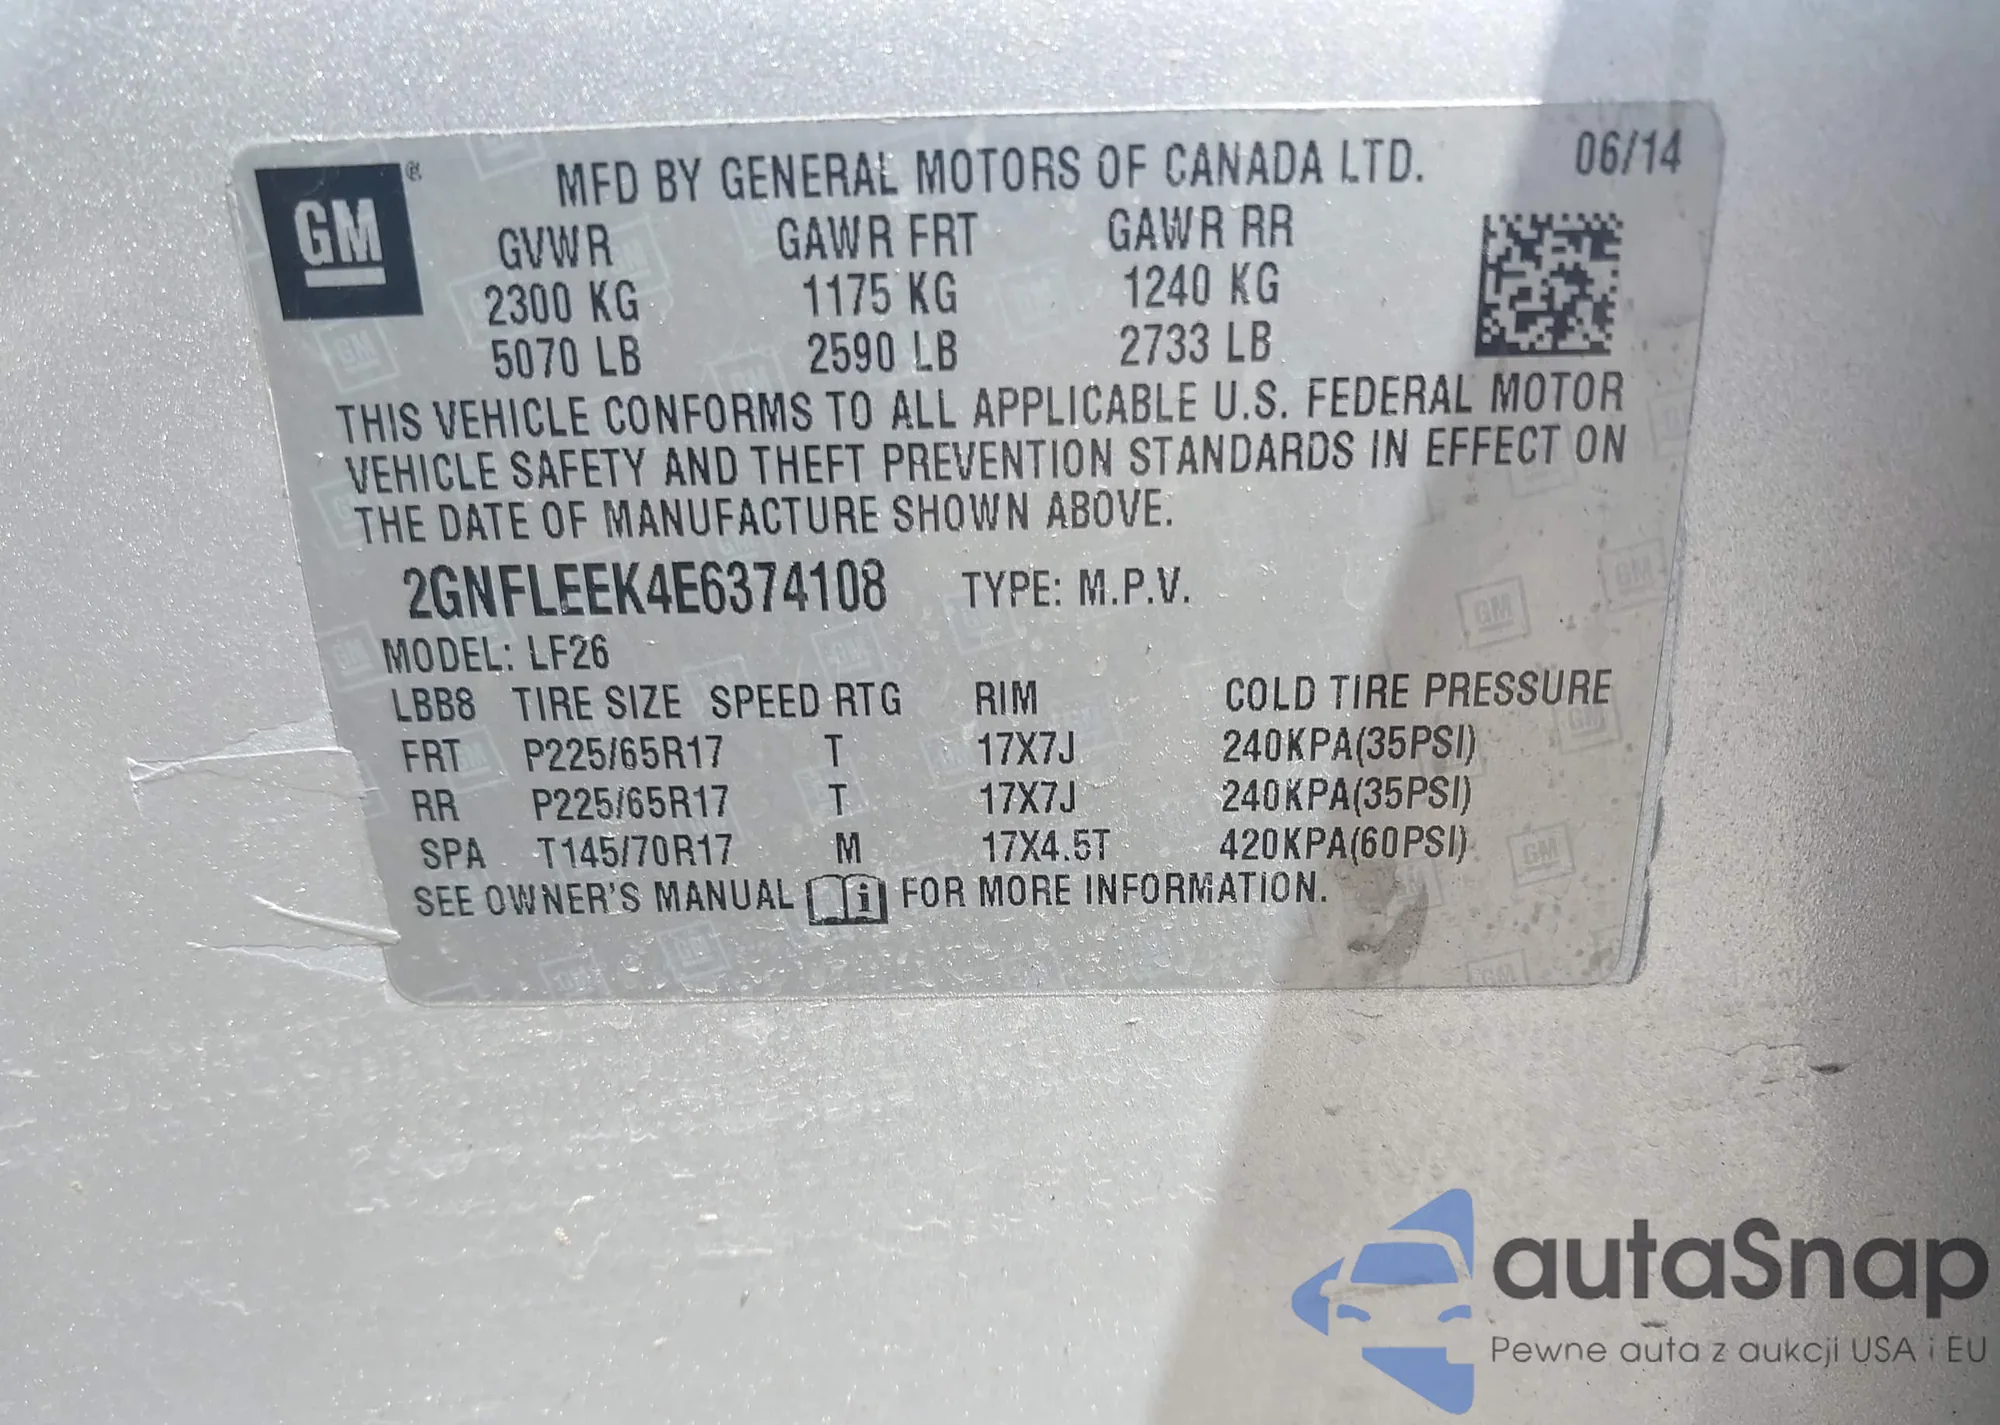 GM®
MFD BY GENERAL MOTORS OF CANADA LTD. 06/14
GVWR GAWR FRT GAWR RR
2300 KG 1175 KG 1240 KG
5070 LB 2590 LB 2733 LB
THIS VEHICLE CONFORMS TO ALL APPLICABLE U.S. FEDERAL MOTOR
VEHICLE SAFETY AND THEFT PREVENTION STANDARDS IN EFFECT ON
THE DATE OF MANUFACTURE SHOWN ABOVE.
2GNFLEEK4E6374108 TYPE: M.P.V.
MODEL: LF26
LBB8 TIRE SIZE SPEED RTG RIM COLD TIRE PRESSURE
FRT P225/65R17 T 17X7J 240KPA(35PSI)
RR P225/65R17 T 17X7J 240KPA(35PSI)
SPA T145/70R17 M 17X4.5T 420KPA(60PSI)
SEE OWNER'S MANUAL i FOR MORE INFORMATION.
autaSnap
Pewne auta z aukcji USA i EU